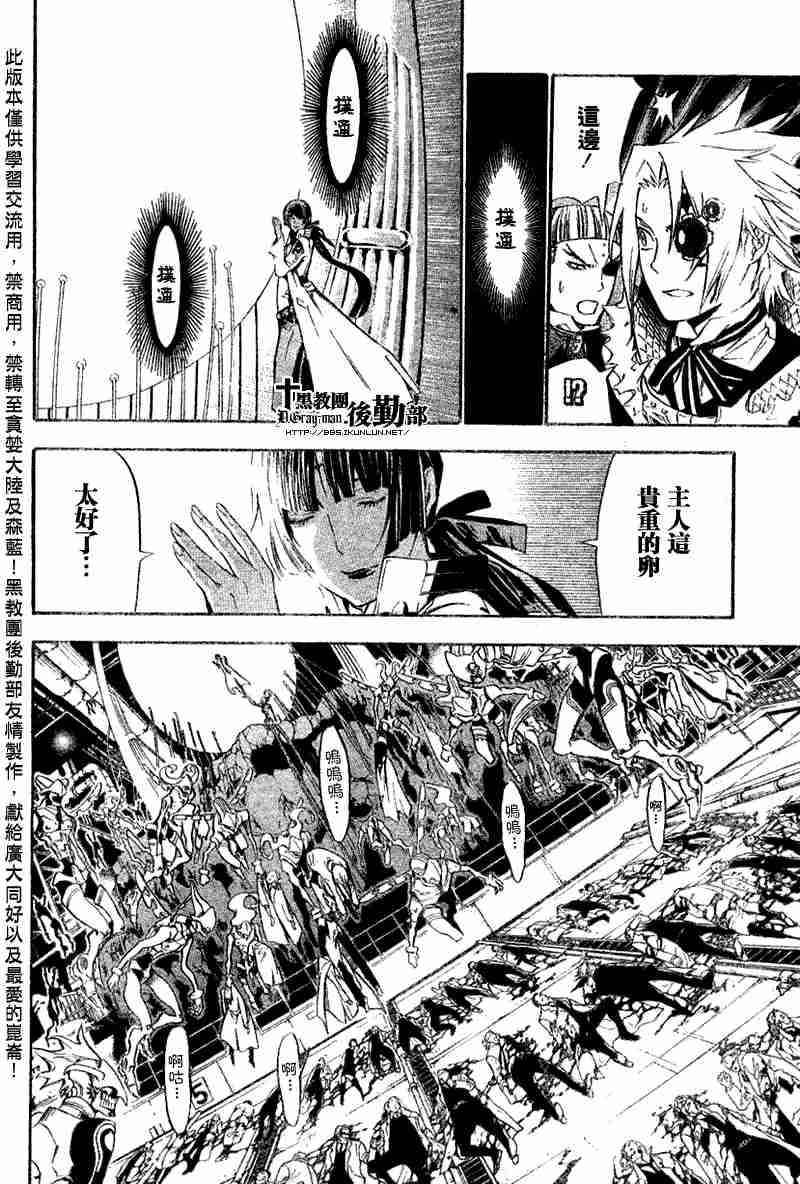 這邊！
!?
撲通
撲通
撲通
十黑教團
D.Gray-man
後勤部
HTTP://BBS.IKUNLUN.NET/
主人這
貴重的卵
太好了…
啊…
嗚嗚…
嗚嗚嗚…
啊…
啊咕…
5
此版本僅供學習交流用，禁商用，禁轉至貪婪大陸及森藍！黑教團後勤部友情製作，獻給廣大同好以及最愛的崑崙！